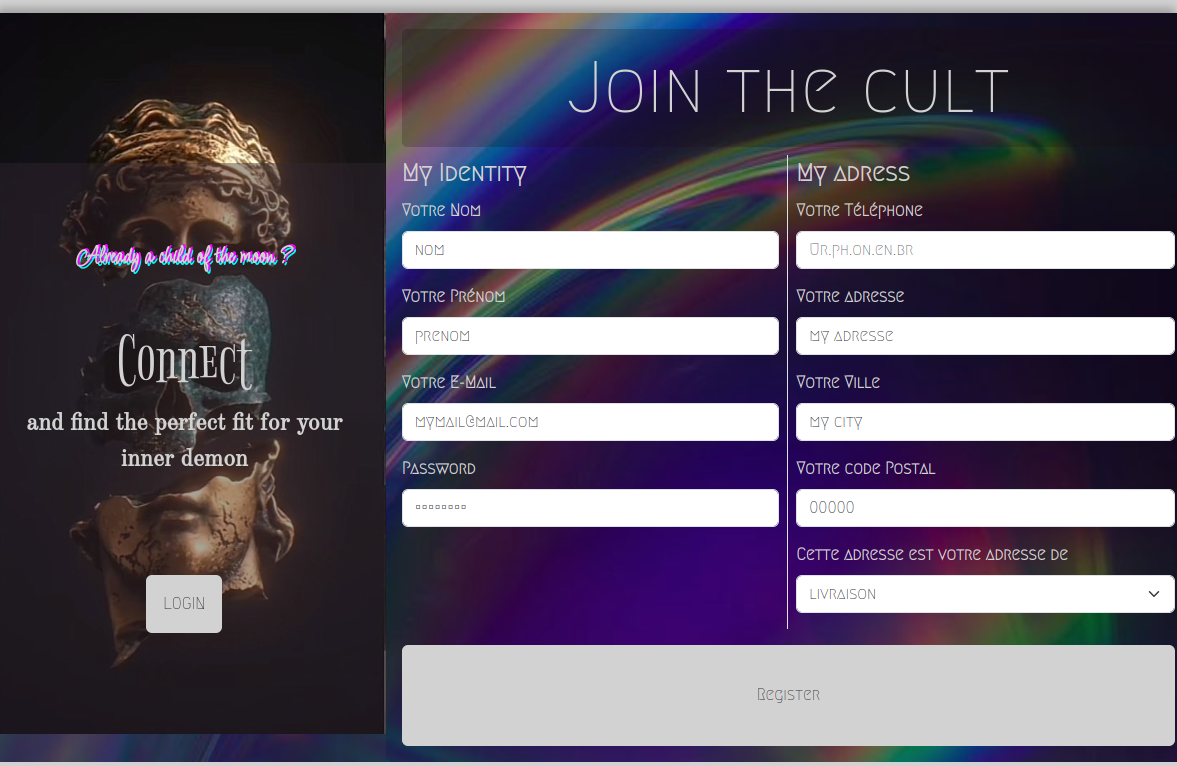 Already a child of the moon ?
Connect
and find the perfect fit for your
inner demon
LOGIN
Join the cult
My Identity
Votre Nom
nom
Votre Prénom
prenom
Votre E-Mail
mymail@mail.com
Password
My adress
Votre Téléphone
Ur.ph.on.en.br
Votre adresse
my adresse
Votre Ville
my city
Votre code Postal
00000
Cette adresse est votre adresse de
livraison
Register